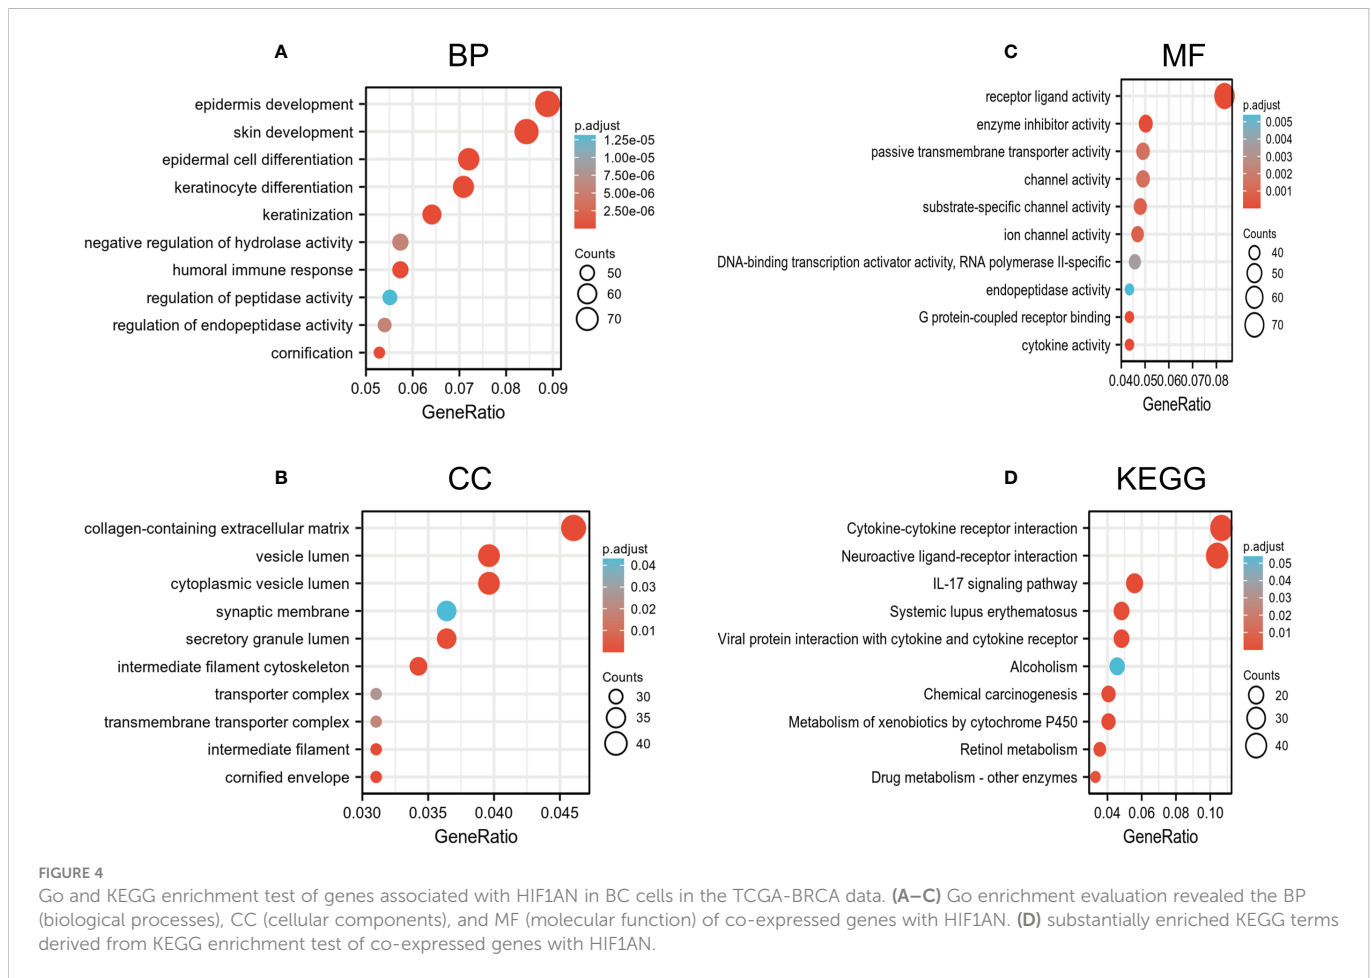 A
BP
epidermis development
skin development
epidermal cell differentiation
keratinocyte differentiation
keratinization
negative regulation of hydrolase activity
humoral immune response
regulation of peptidase activity
regulation of endopeptidase activity
cornification
0.05 0.06 0.07 0.08 0.09
GeneRatio
p.adjust
1.25e-05
1.00e-05
7.50e-06
5.00e-06
2.50e-06
Counts
50
60
70
C
MF
receptor ligand activity
enzyme inhibitor activity
passive transmembrane transporter activity
channel activity
substrate-specific channel activity
ion channel activity
DNA-binding transcription activator activity, RNA polymerase II-specific
endopeptidase activity
G protein-coupled receptor binding
cytokine activity
0.040.050.060.070.08
GeneRatio
p.adjust
0.005
0.004
0.003
0.002
0.001
Counts
40
50
60
70
B
CC
collagen-containing extracellular matrix
vesicle lumen
cytoplasmic vesicle lumen
synaptic membrane
secretory granule lumen
intermediate filament cytoskeleton
transporter complex
transmembrane transporter complex
intermediate filament
cornified envelope
0.030 0.035 0.040 0.045
GeneRatio
p.adjust
0.04
0.03
0.02
0.01
Counts
30
35
40
D
KEGG
Cytokine-cytokine receptor interaction
Neuroactive ligand-receptor interaction
IL-17 signaling pathway
Systemic lupus erythematosus
Viral protein interaction with cytokine and cytokine receptor
Alcoholism
Chemical carcinogenesis
Metabolism of xenobiotics by cytochrome P450
Retinol metabolism
Drug metabolism - other enzymes
0.04 0.06 0.08 0.10
GeneRatio
p.adjust
0.05
0.04
0.03
0.02
0.01
Counts
20
30
40
FIGURE 4
Go and KEGG enrichment test of genes associated with HIF1AN in BC cells in the TCGA-BRCA data. (A–C) Go enrichment evaluation revealed the BP
(biological processes), CC (cellular components), and MF (molecular function) of co-expressed genes with HIF1AN. (D) substantially enriched KEGG terms
derived from KEGG enrichment test of co-expressed genes with HIF1AN.